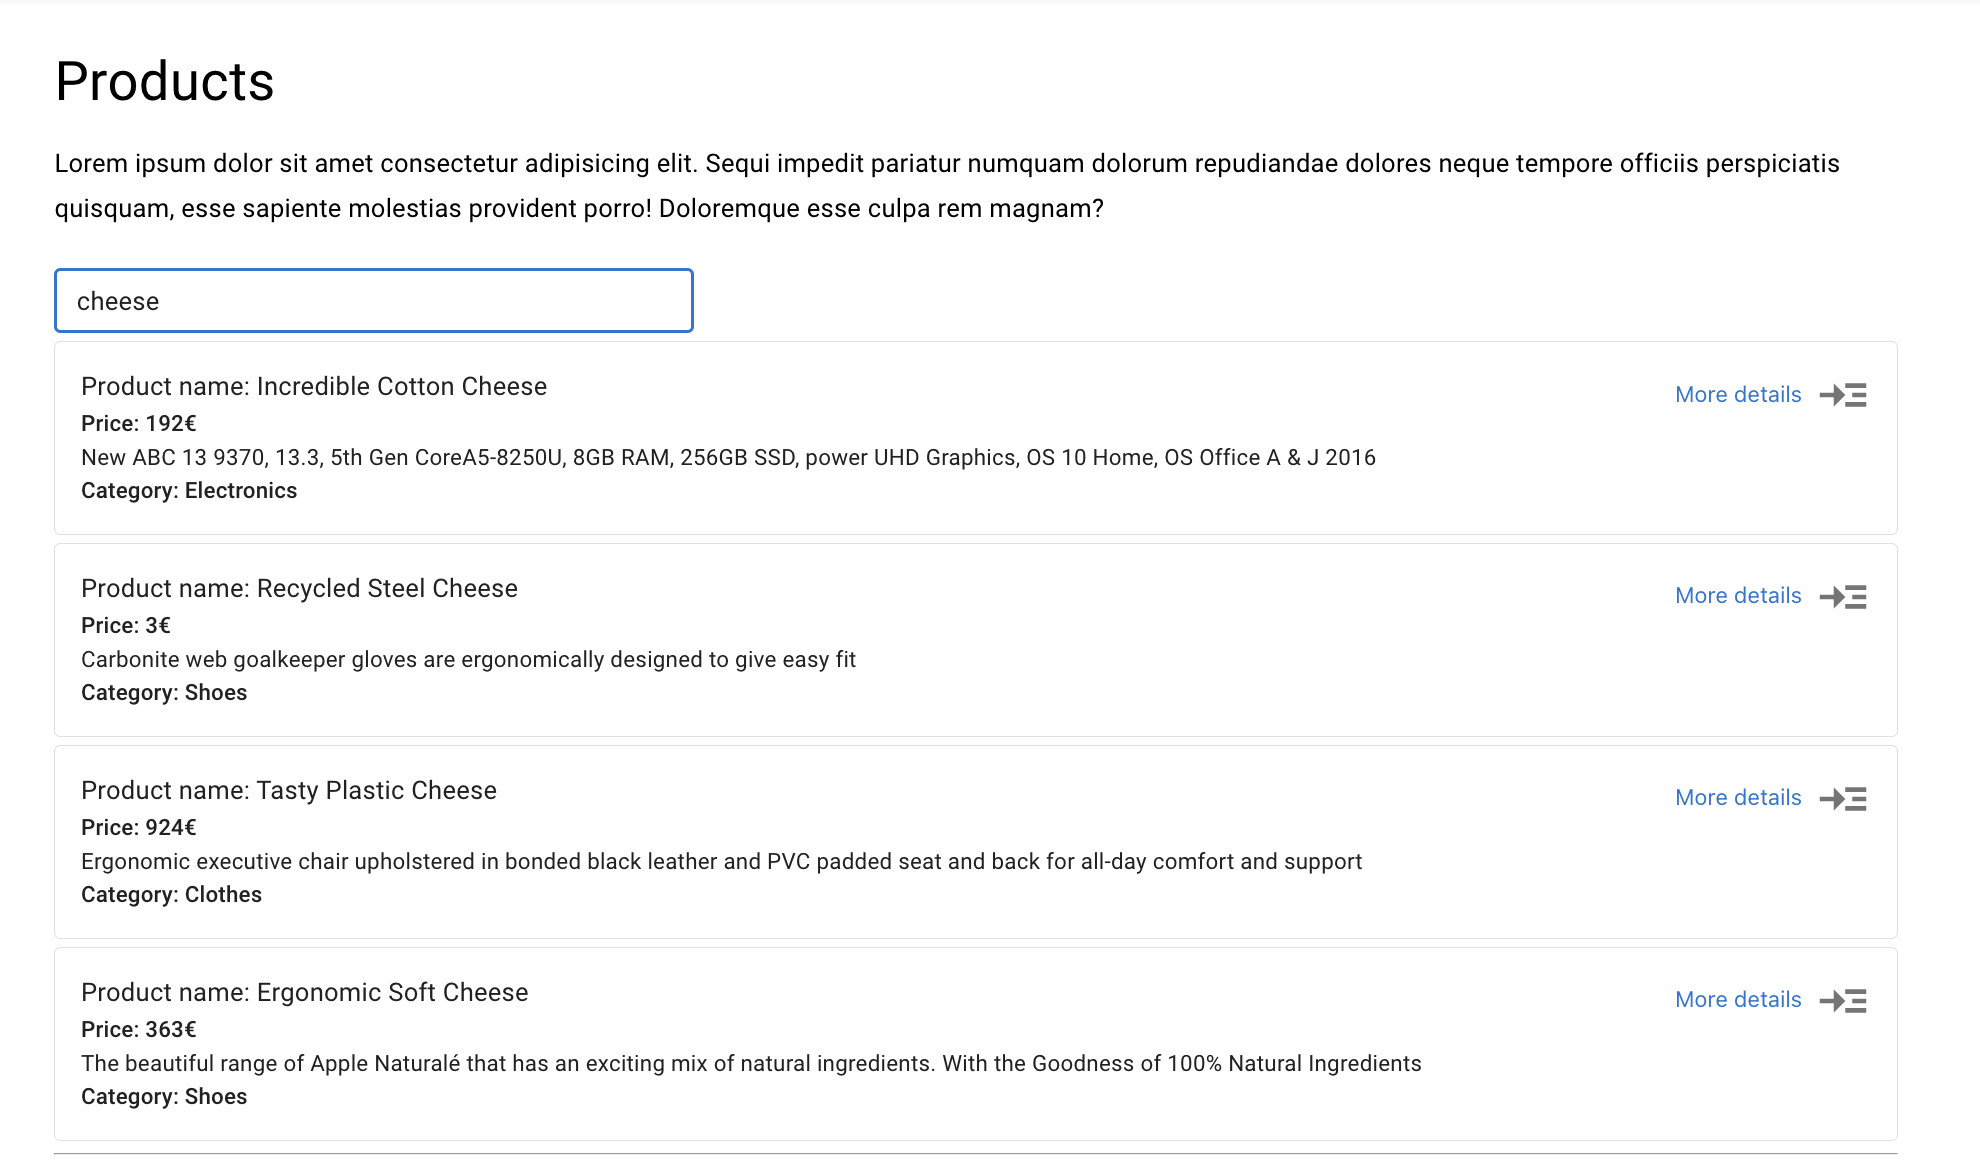 Products
Lorem ipsum dolor sit amet consectetur adipisicing elit. Sequi impedit pariatur numquam dolorum repudiandae dolores neque tempore officiis perspiciatis
quisquam, esse sapiente molestias provident porro! Doloremque esse culpa rem magnam?
cheese
Product name: Incredible Cotton Cheese
More details
Price: 192€
New ABC 13 9370, 13.3, 5th Gen CoreA5-8250U, 8GB RAM, 256GB SSD, power UHD Graphics, OS 10 Home, OS Office A & J 2016
Category: Electronics
Product name: Recycled Steel Cheese
More details
Price: 3€
Carbonite web goalkeeper gloves are ergonomically designed to give easy fit
Category: Shoes
Product name: Tasty Plastic Cheese
More details
Price: 924€
Ergonomic executive chair upholstered in bonded black leather and PVC padded seat and back for all-day comfort and support
Category: Clothes
Product name: Ergonomic Soft Cheese
More details
Price: 363€
The beautiful range of Apple Naturalé that has an exciting mix of natural ingredients. With the Goodness of 100% Natural Ingredients
Category: Shoes